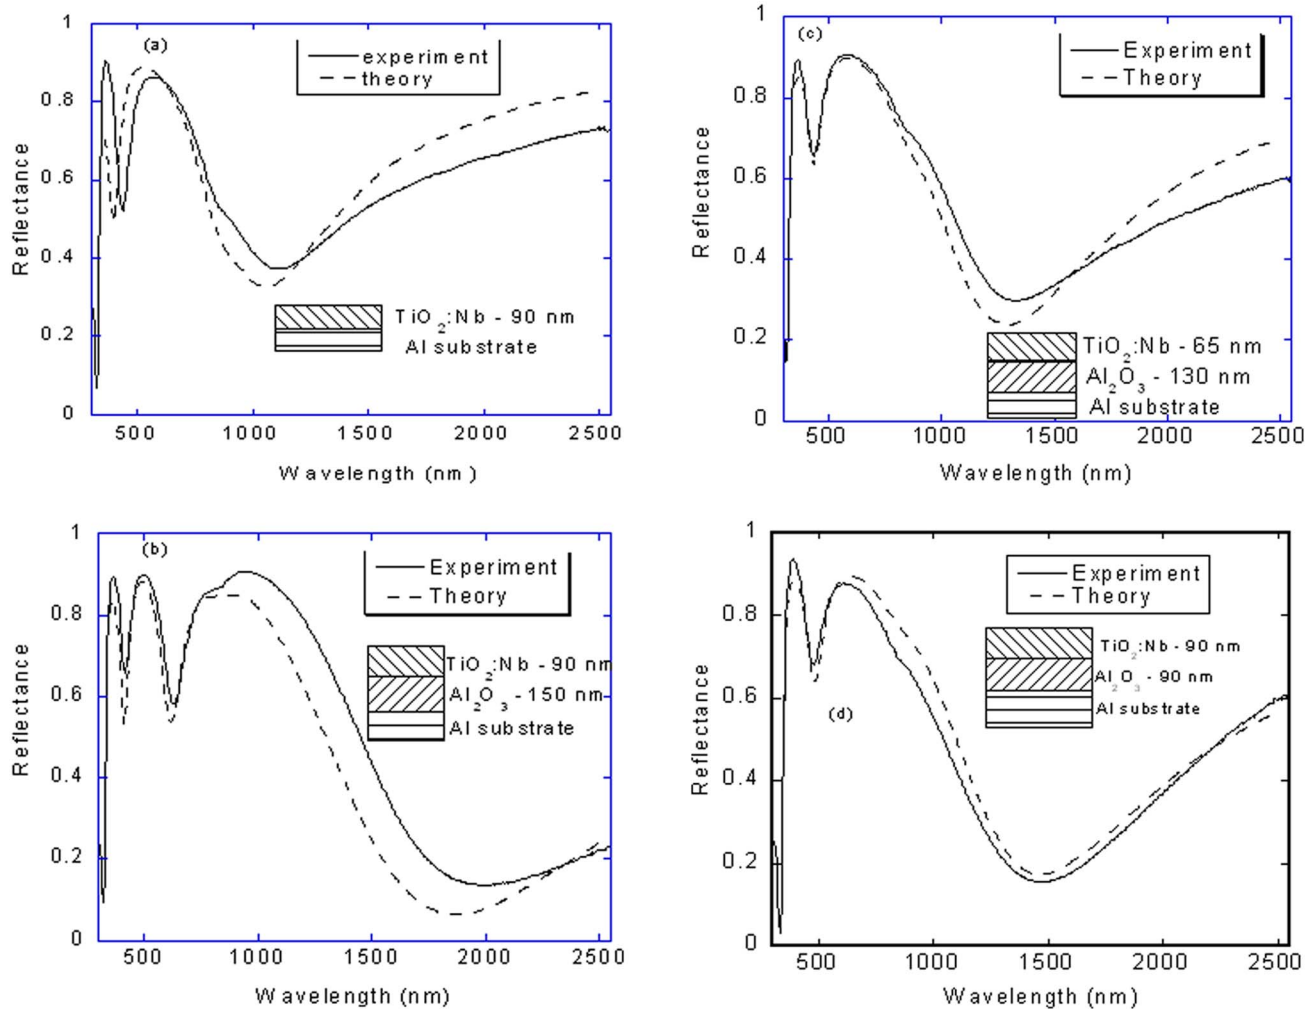 (a)
experiment
theory
1
0.8
0.6
0.4
0.2
0
Reflectance
TiO2:Nb - 90 nm
Al substrate
500 1000 1500 2000 2500
Wavelength (nm)
(c)
Experiment
Theory
1
0.8
0.6
0.4
0.2
0
Reflectance
TiO2:Nb - 65 nm
Al2O3 - 130 nm
Al substrate
500 1000 1500 2000 2500
Wavelength (nm)
(b)
Experiment
Theory
1
0.8
0.6
0.4
0.2
0
Reflectance
TiO2:Nb - 90 nm
Al2O3 - 150 nm
Al substrate
500 1000 1500 2000 2500
Wavelength (nm)
Experiment
Theory
1
0.8
0.6
0.4
0.2
0
Reflectance
TiO2:Nb - 90 nm
Al2O3 - 90 nm
Al substrate
(d)
500 1000 1500 2000 2500
Wavelength (nm)